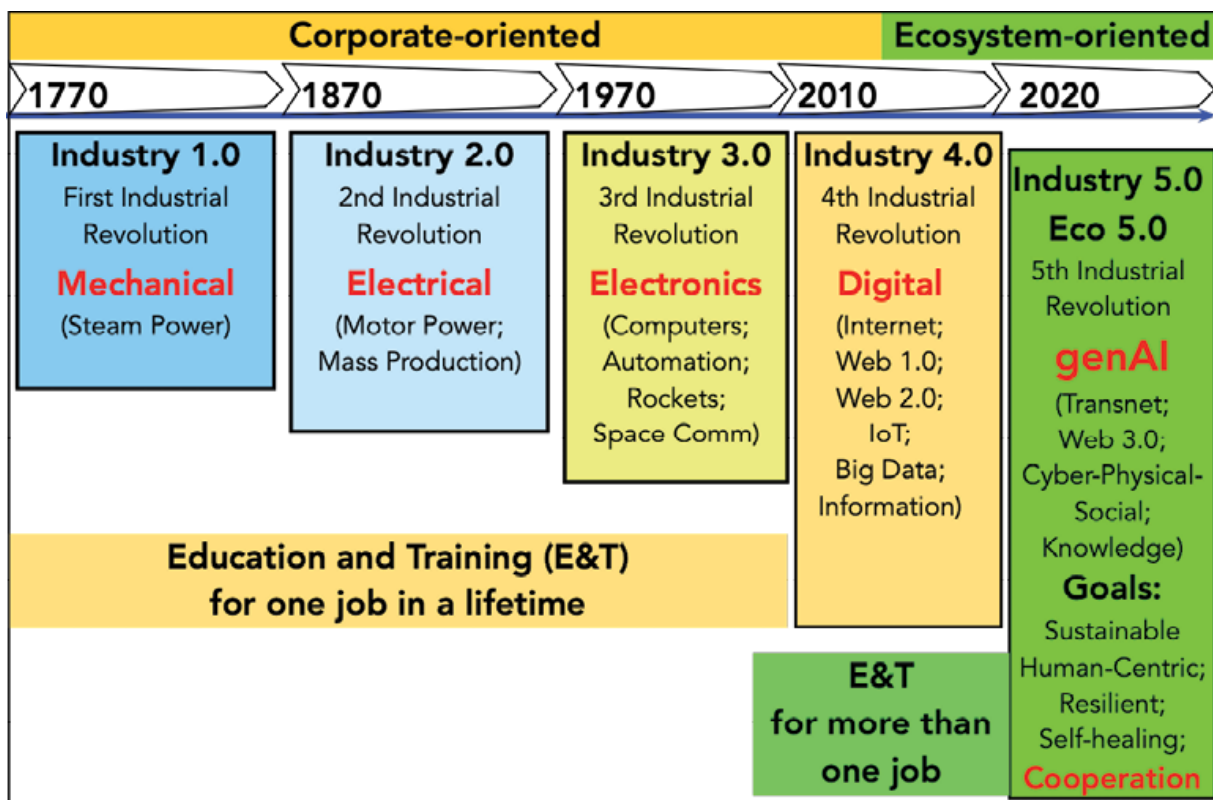 Corporate-oriented
Ecosystem-oriented
1770
1870
1970
2010
2020
Industry 1.0
First Industrial
Revolution
Mechanical
(Steam Power)
Industry 2.0
2nd Industrial
Revolution
Electrical
(Motor Power;
Mass Production)
Industry 3.0
3rd Industrial
Revolution
Electronics
(Computers;
Automation;
Rockets;
Space Comm)
Industry 4.0
4th Industrial
Revolution
Digital
(Internet;
Web 1.0;
Web 2.0;
IoT;
Big Data;
Information)
Industry 5.0
Eco 5.0
5th Industrial
Revolution
genAI
(Transnet;
Web 3.0;
Cyber-Physical-
Social;
Knowledge)
Goals:
Sustainable
Human-Centric;
Resilient;
Self-healing;
Cooperation
Education and Training (E&T)
for one job in a lifetime
E&T
for more than
one job